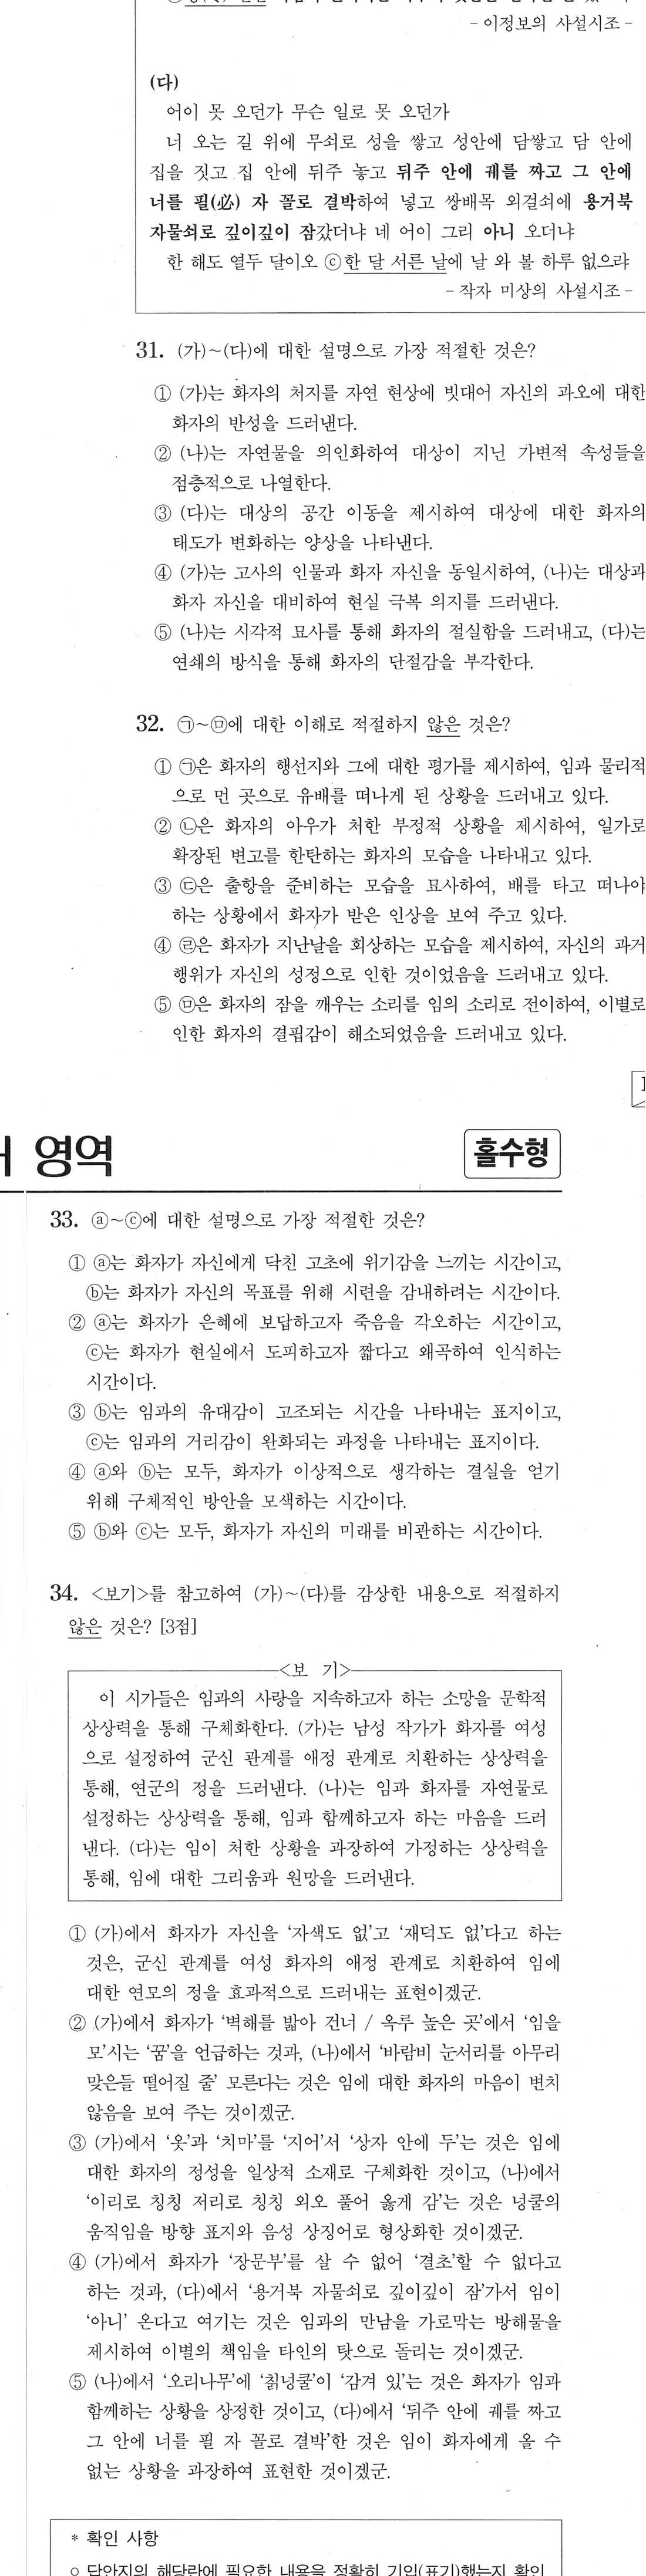 - 이정보의 사설시조 -
(다)
어이 못 오던가 무슨 일로 못 오던가
너 오는 길 위에 무쇠로 성을 쌓고 성안에 담쌓고 담 안에
집을 짓고 집 안에 뒤주 놓고 뒤주 안에 궤를 짜고 그 안에
너를 필(必) 자 꼴로 결박하여 넣고 쌍배목 외걸쇠에 용거북
자물쇠로 깊이깊이 잠갔더냐 네 어이 그리 아니 오더냐
한 해도 열두 달이오 ⓒ한 달 서른 날에 날 와 볼 하루 없으랴
- 작자 미상의 사설시조 -
31. (가)~(다)에 대한 설명으로 가장 적절한 것은?
① (가)는 화자의 처지를 자연 현상에 빗대어 자신의 과오에 대한
화자의 반성을 드러낸다.
② (나)는 자연물을 의인화하여 대상이 지닌 가변적 속성들을
점층적으로 나열한다.
③ (다)는 대상의 공간 이동을 제시하여 대상에 대한 화자의
태도가 변화하는 양상을 나타낸다.
④ (가)는 고사의 인물과 화자 자신을 동일시하여, (나)는 대상과
화자 자신을 대비하여 현실 극복 의지를 드러낸다.
⑤ (나)는 시각적 묘사를 통해 화자의 절실함을 드러내고, (다)는
연쇄의 방식을 통해 화자의 단절감을 부각한다.
32. ㉠~㉤에 대한 이해로 적절하지 않은 것은?
① ㉠은 화자의 행선지와 그에 대한 평가를 제시하여, 임과 물리적
으로 먼 곳으로 유배를 떠나게 된 상황을 드러내고 있다.
② ㉡은 화자의 아우가 처한 부정적 상황을 제시하여, 일가로
확장된 변고를 한탄하는 화자의 모습을 나타내고 있다.
③ ㉢은 출항을 준비하는 모습을 묘사하여, 배를 타고 떠나야
하는 상황에서 화자가 받은 인상을 보여 주고 있다.
④ ㉣은 화자가 지난날을 회상하는 모습을 제시하여, 자신의 과거
행위가 자신의 성정으로 인한 것이었음을 드러내고 있다.
⑤ ㉤은 화자의 잠을 깨우는 소리를 임의 소리로 전이하여, 이별로
인한 화자의 결핍감이 해소되었음을 드러내고 있다.
영역
홀수형
33. ⓐ~ⓒ에 대한 설명으로 가장 적절한 것은?
① ⓐ는 화자가 자신에게 닥친 고초에 위기감을 느끼는 시간이고,
ⓑ는 화자가 자신의 목표를 위해 시련을 감내하려는 시간이다.
② ⓐ는 화자가 은혜에 보답하고자 죽음을 각오하는 시간이고,
ⓒ는 화자가 현실에서 도피하고자 짧다고 왜곡하여 인식하는
시간이다.
③ ⓑ는 임과의 유대감이 고조되는 시간을 나타내는 표지이고,
ⓒ는 임과의 거리감이 완화되는 과정을 나타내는 표지이다.
④ ⓐ와 ⓑ는 모두, 화자가 이상적으로 생각하는 결실을 얻기
위해 구체적인 방안을 모색하는 시간이다.
⑤ ⓑ와 ⓒ는 모두, 화자가 자신의 미래를 비관하는 시간이다.
34. <보기>를 참고하여 (가)~(다)를 감상한 내용으로 적절하지
않은 것은? [3점]
<보 기>
이 시가들은 임과의 사랑을 지속하고자 하는 소망을 문학적
상상력을 통해 구체화한다. (가)는 남성 작가가 화자를 여성
으로 설정하여 군신 관계를 애정 관계로 치환하는 상상력을
통해, 연군의 정을 드러낸다. (나)는 임과 화자를 자연물로
설정하는 상상력을 통해, 임과 함께하고자 하는 마음을 드러
낸다. (다)는 임이 처한 상황을 과장하여 가정하는 상상력을
통해, 임에 대한 그리움과 원망을 드러낸다.
① (가)에서 화자가 자신을 ‘자색도 없’고 ‘재덕도 없’다고 하는
것은, 군신 관계를 여성 화자의 애정 관계로 치환하여 임에
대한 연모의 정을 효과적으로 드러내는 표현이겠군.
② (가)에서 화자가 ‘벽해를 밟아 건너 / 옥루 높은 곳’에서 ‘임을
모’시는 ‘꿈’을 언급하는 것과, (나)에서 ‘바람비 눈서리를 아무리
맞은들 떨어질 줄’ 모른다는 것은 임에 대한 화자의 마음이 변치
않음을 보여 주는 것이겠군.
③ (가)에서 ‘옷’과 ‘치마’를 ‘지어’서 ‘상자 안에 두’는 것은 임에
대한 화자의 정성을 일상적 소재로 구체화한 것이고, (나)에서
‘이리로 칭칭 저리로 칭칭 외오 풀어 옳게 감’는 것은 넝쿨의
움직임을 방향 표지와 음성 상징어로 형상화한 것이겠군.
④ (가)에서 화자가 ‘장문부’를 살 수 없어 ‘결초’할 수 없다고
하는 것과, (다)에서 ‘용거북 자물쇠로 깊이깊이 잠’가서 임이
‘아니’ 온다고 여기는 것은 임과의 만남을 가로막는 방해물을
제시하여 이별의 책임을 타인의 탓으로 돌리는 것이겠군.
⑤ (나)에서 ‘오리나무’에 ‘칡넝쿨’이 ‘감겨 있’는 것은 화자가 임과
함께하는 상황을 상정한 것이고, (다)에서 ‘뒤주 안에 궤를 짜고
그 안에 너를 필 자 꼴로 결박’한 것은 임이 화자에게 올 수
없는 상황을 과장하여 표현한 것이겠군.
* 확인 사항
○ 답안지의 해당란에 필요한 내용을 정확히 기입(표기)했는지 확인